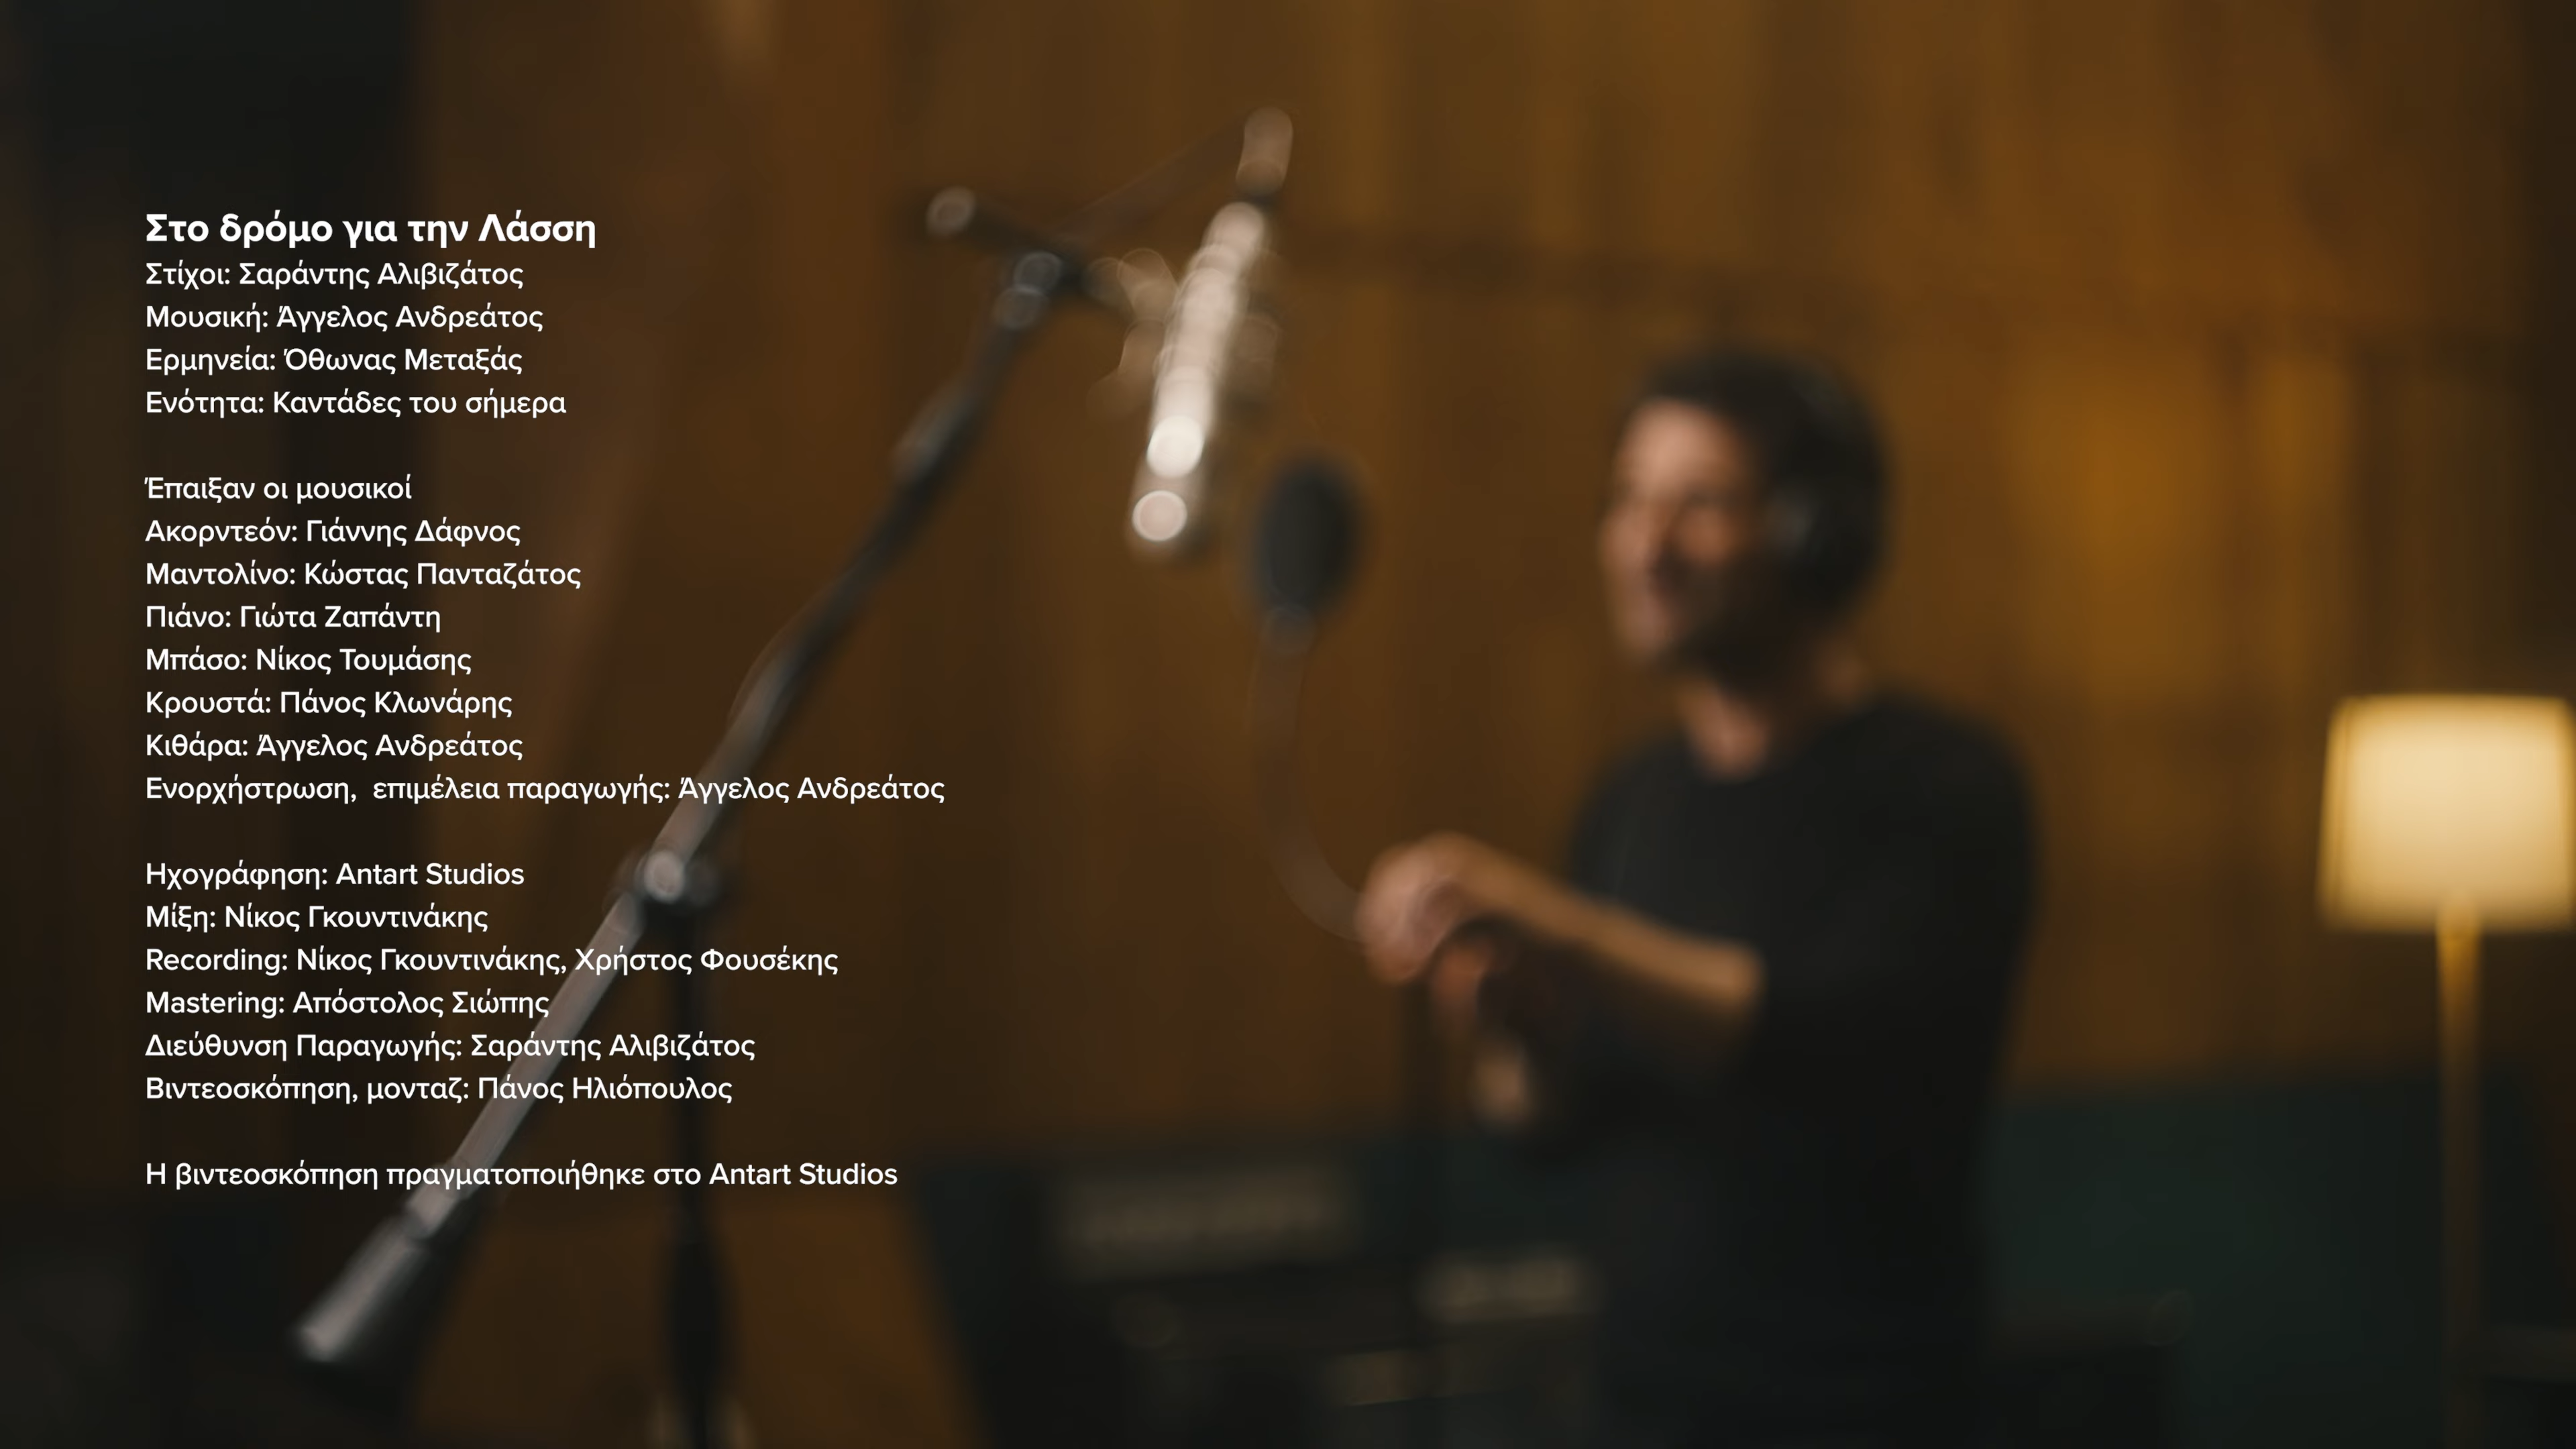 Στο δρόμο για την Λάσση
Στίχοι: Σαράντης Αλιβιζάτος
Μουσική: Άγγελος Ανδρεάτος
Ερμηνεία: Όθωνας Μεταξάς
Ενότητα: Καντάδες του σήμερα
Έπαιξαν οι μουσικοί
Ακορντεόν: Γιάννης Δάφνος
Μαντολίνο: Κώστας Πανταζάτος
Πιάνο: Γιώτα Ζαπάντη
Μπάσο: Νίκος Τουμάσης
Κρουστά: Πάνος Κλωνάρης
Κιθάρα: Άγγελος Ανδρεάτος
Ενορχήστρωση,  επιμέλεια παραγωγής: Άγγελος Ανδρεάτος
Ηχογράφηση: Antart Studios
Μίξη: Νίκος Γκουντινάκης
Recording: Νίκος Γκουντινάκης, Χρήστος Φουσέκης
Mastering: Απόστολος Σιώπης
Διεύθυνση Παραγωγής: Σαράντης Αλιβιζάτος
Βιντεοσκόπηση, μονταζ: Πάνος Ηλιόπουλος
Η βιντεοσκόπηση πραγματοποιήθηκε στο Antart Studios